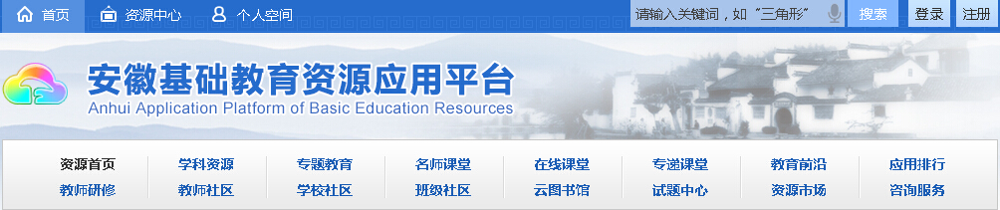 首页 资源中心 个人空间 请输入关键词，如“三角形” 搜索 登录 注册
安徽基础教育资源应用平台
Anhui Application Platform of Basic Education Resources
资源首页 学科资源 专题教育 名师课堂 在线课堂 专递课堂 教育前沿 应用排行
教师研修 教师社区 学校社区 班级社区 云图书馆 试题中心 资源市场 咨询服务